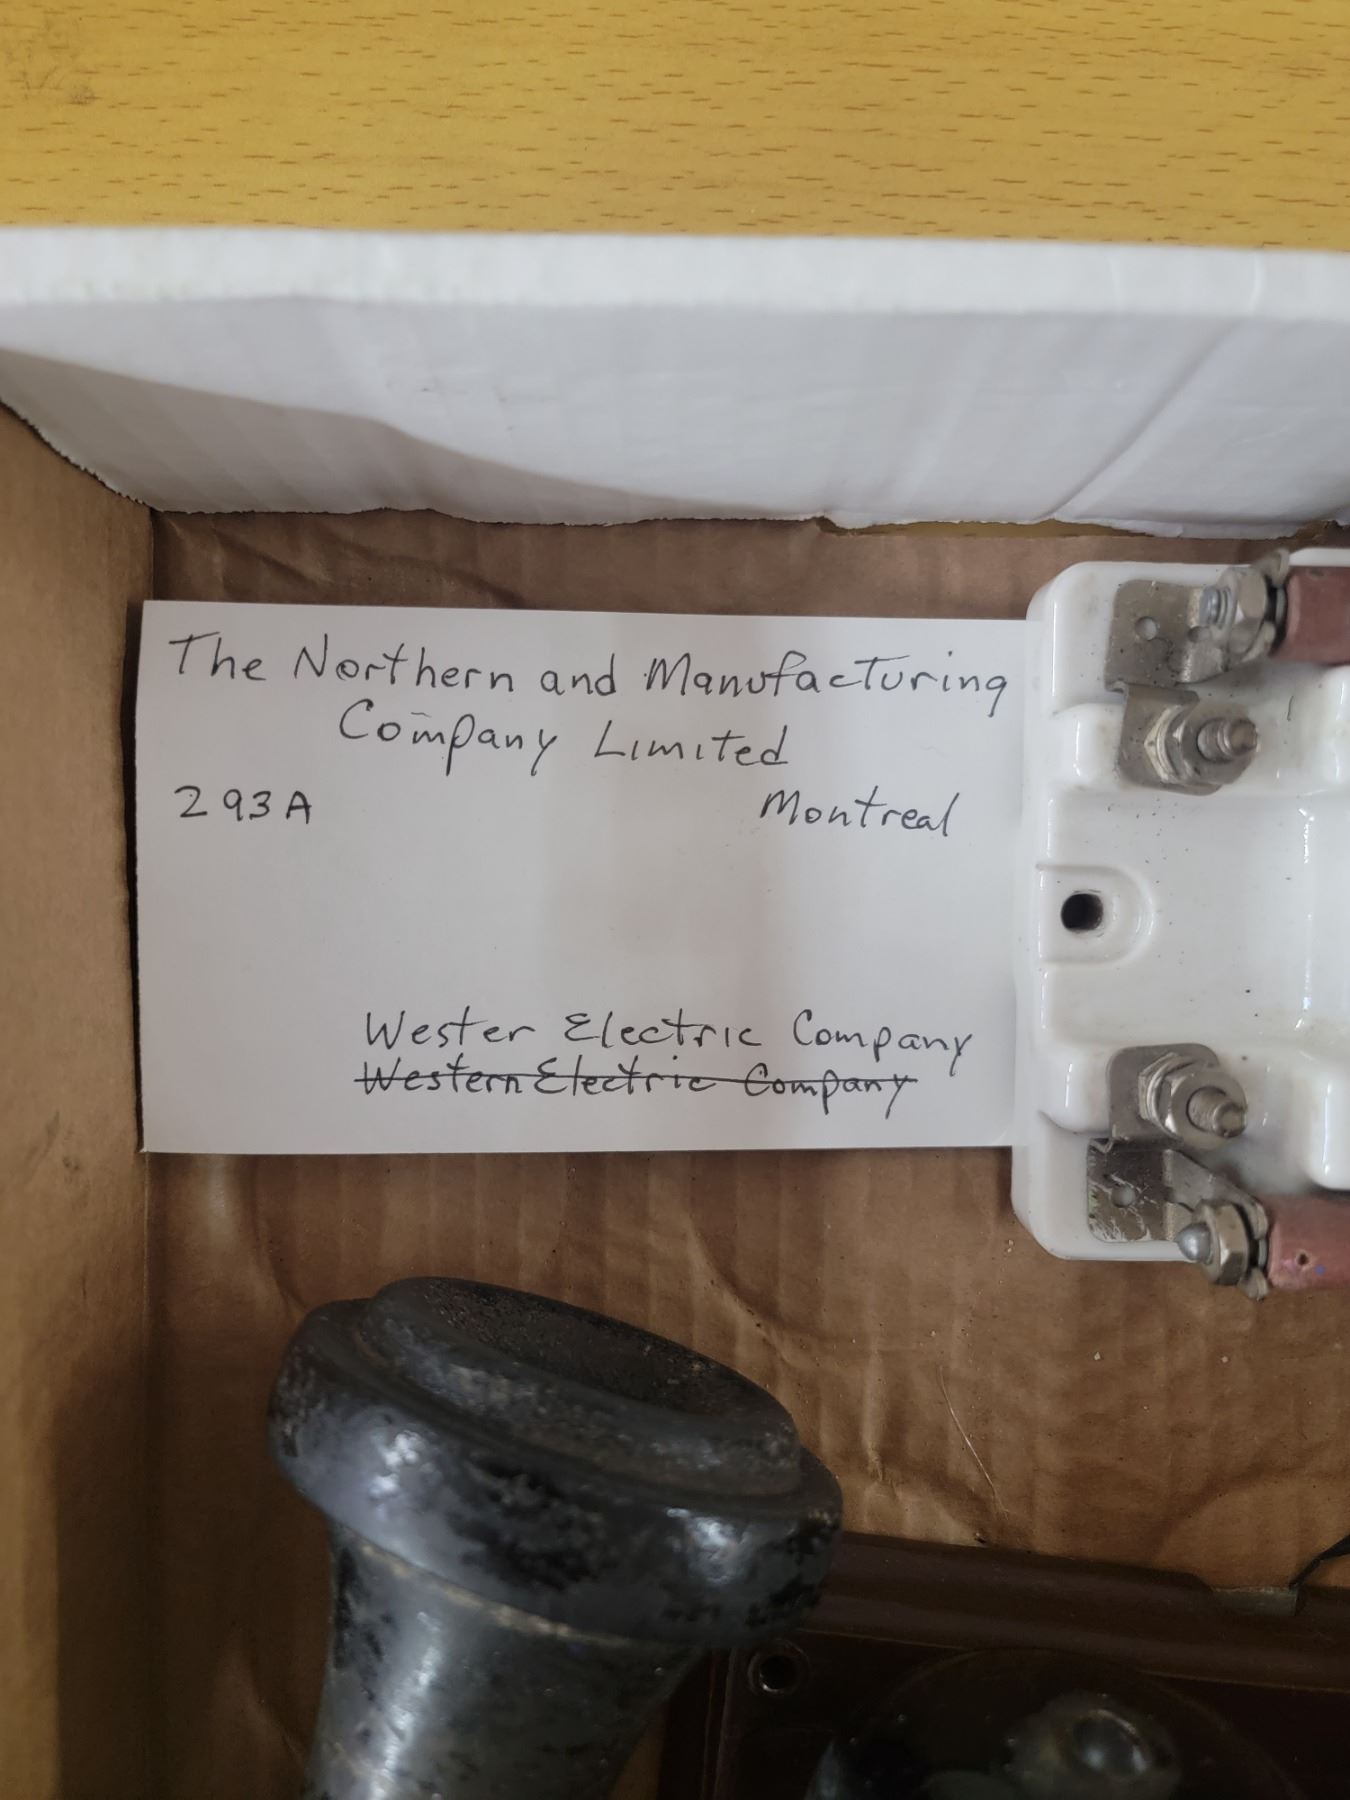 The Northern and Manufacturing
Company Limited
293A Montreal
Wester Electric Company
Western Electric Company